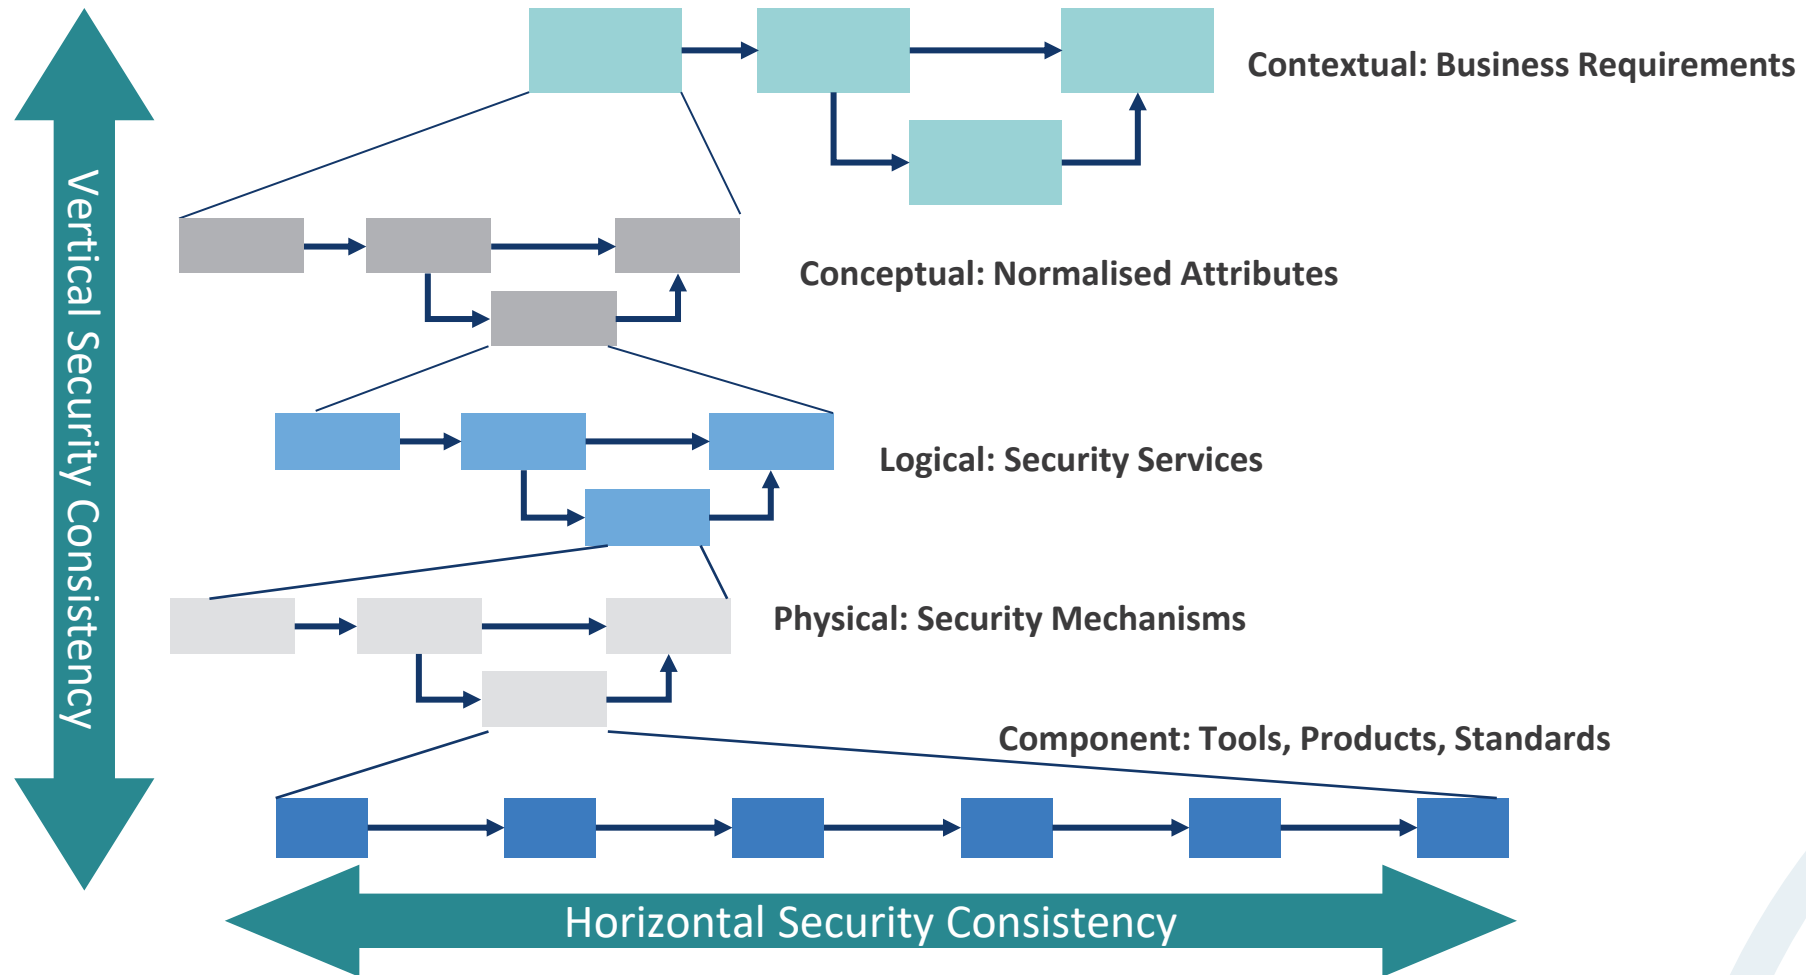 Contextual: Business Requirements
Vertical Security Consistency
Conceptual: Normalised Attributes
Logical: Security Services
Physical: Security Mechanisms
Component: Tools, Products, Standards
Horizontal Security Consistency